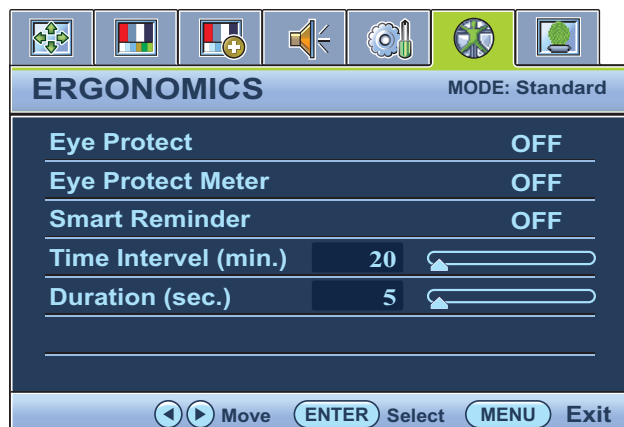 ERGONOMICS MODE: Standard
Eye Protect OFF
Eye Protect Meter OFF
Smart Reminder OFF
Time Intervel (min.) 20
Duration (sec.) 5
Move ENTER Select MENU Exit